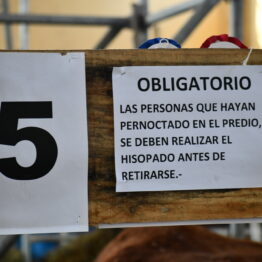 5
OBLIGATORIO
LAS PERSONAS QUE HAYAN
PERNOCTADO EN EL PREDIO,
SE DEBEN REALIZAR EL
HISOPADO ANTES DE
RETIRARSE.-